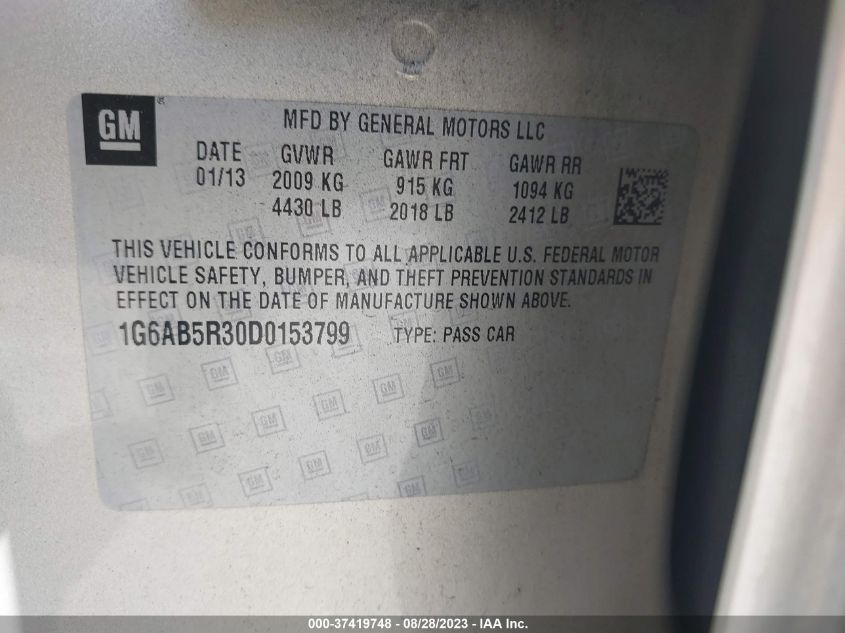 GM
MFD BY GENERAL MOTORS LLC
DATE GVWR GAWR FRT GAWR RR
01/13 2009 KG 915 KG 1094 KG
4430 LB 2018 LB 2412 LB
THIS VEHICLE CONFORMS TO ALL APPLICABLE U.S. FEDERAL MOTOR
VEHICLE SAFETY, BUMPER, AND THEFT PREVENTION STANDARDS IN
EFFECT ON THE DATE OF MANUFACTURE SHOWN ABOVE.
1G6AB5R30D0153799 TYPE: PASS CAR
000-37419748 - 08/28/2023 - IAA Inc.